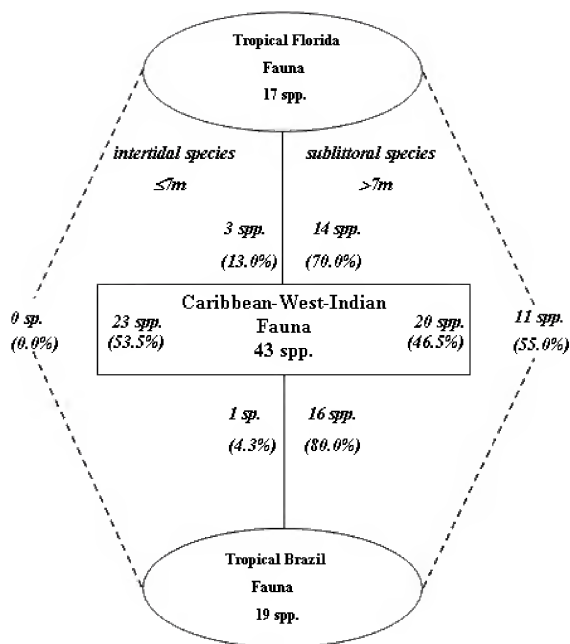 Tropical Florida
Fauna
17 spp.
intertidal species
≤7m
sublittoral species
>7m
3 spp.
(13.0%)
14 spp.
(70.0%)
0 sp.
(0.0%)
23 spp.
(53.5%)
Caribbean-West-Indian
Fauna
43 spp.
20 spp.
(46.5%)
11 spp.
(55.0%)
1 sp.
(4.3%)
16 spp.
(80.0%)
Tropical Brazil
Fauna
19 spp.